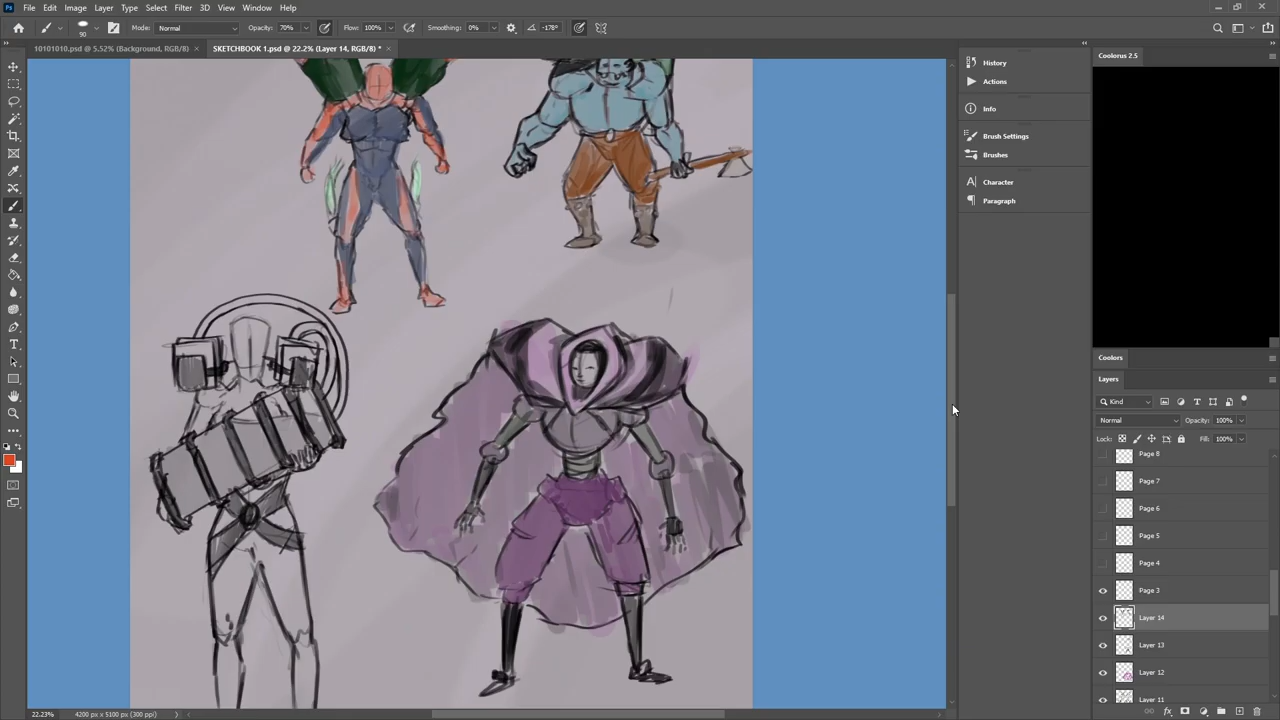 Ps File Edit Image Layer Type Select Filter 3D View Window Help
90 Mode: Normal Opacity: 70% Flow: 100% Smoothing: 0% -178°
10101010.psd @ 5.52% (Background, RGB/8) × SKETCHBOOK 1.psd @ 22.2% (Layer 14, RGB/8) * ×
Coolorus 2.5
History
Actions
Info
Brush Settings
Brushes
Character
Paragraph
Colors
Layers
Kind
Normal Opacity: 100%
Lock: Fill: 100%
Page 8
Page 7
Page 6
Page 5
Page 4
Page 3
Layer 14
Layer 13
Layer 12
Layer 11
22.23% 4200 px x 5100 px (300 ppi)